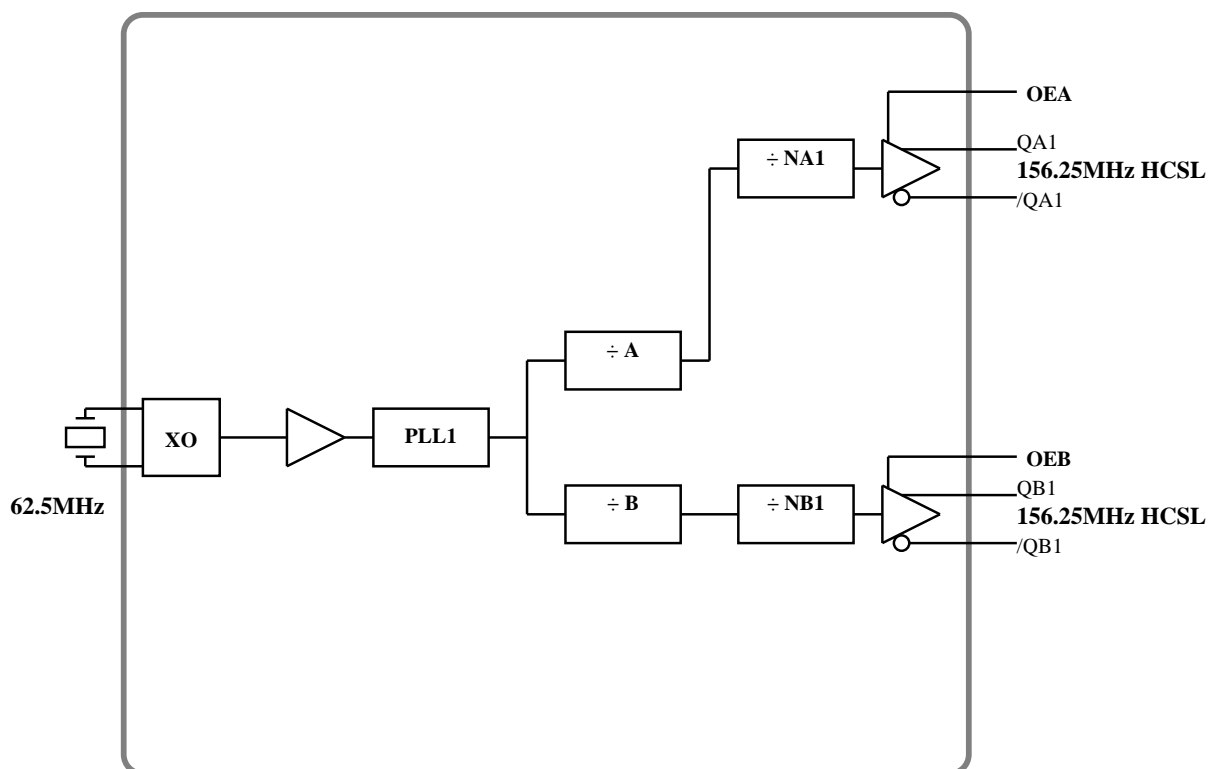 OEA
÷ NA1
QA1
156.25MHz HCSL
/QA1
÷ A
XO
PLL1
62.5MHz
OEB
÷ B
÷ NB1
QB1
156.25MHz HCSL
/QB1